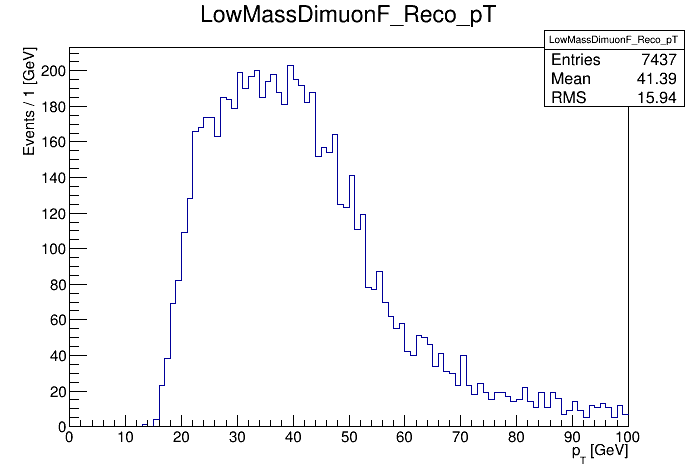 LowMassDimuonF_Reco_pT
LowMassDimuonF_Reco_pT
Entries 7437
Mean 41.39
RMS 15.94
Events / 1 [GeV]
200
180
160
140
120
100
80
60
40
20
0
0 10 20 30 40 50 60 70 80 90 100
p_T [GeV]